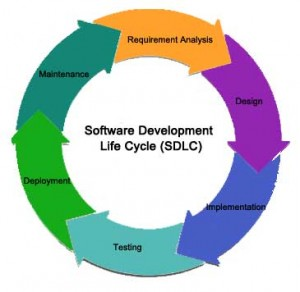 Requirement Analysis
Design
Implementation
Testing
Deployment
Maintenance
Software Development
Life Cycle (SDLC)